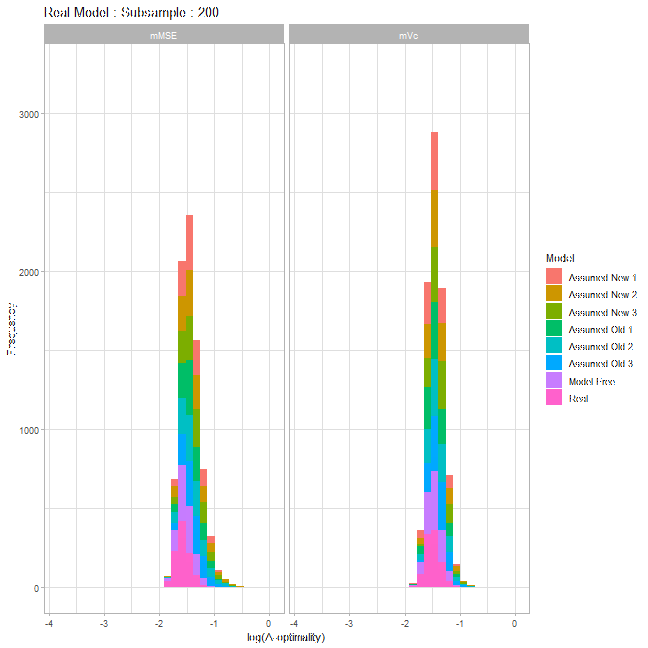 Real Model : Subsample : 200
mMSE
mVc
3000
2000
1000
0
Frequency
-4
-3
-2
-1
0
-4
-3
-2
-1
0
log(A-optimality)
Model
Assumed New 1
Assumed New 2
Assumed New 3
Assumed Old 1
Assumed Old 2
Assumed Old 3
Model Free
Real